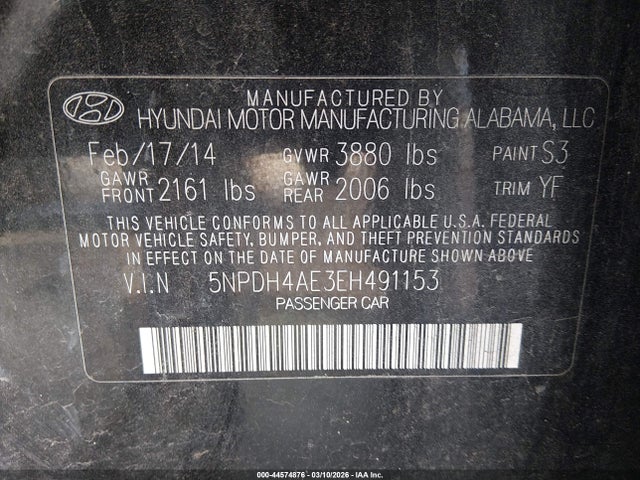 MANUFACTURED BY
HYUNDAI MOTOR MANUFACTURING ALABAMA, LLC
Feb/17/14 GVWR 3880 lbs PAINT S3
GAWR FRONT 2161 lbs GAWR REAR 2006 lbs TRIM YF
THIS VEHICLE CONFORMS TO ALL APPLICABLE U.S.A. FEDERAL
MOTOR VEHICLE SAFETY, BUMPER, AND THEFT PREVENTION STANDARDS
IN EFFECT ON THE DATE OF MANUFACTURE SHOWN ABOVE
V.I.N 5NPDH4AE3EH491153
PASSENGER CAR
000-44574876 | 03/10/2026 | © IAA Inc.